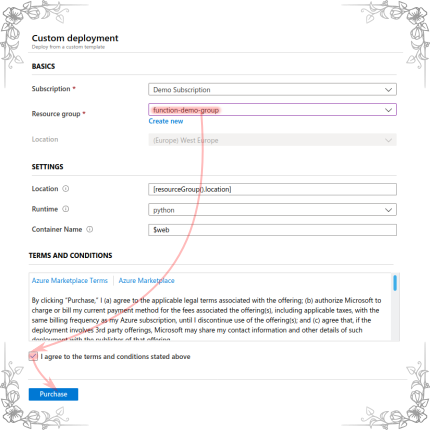 Custom deployment
Deploy from a custom template
BASICS
Subscription *
Demo Subscription
Resource group *
function-demo-group
Create new
Location
(Europe) West Europe
SETTINGS
Location
[resourceGroup().location]
Runtime
python
Container Name
$web
TERMS AND CONDITIONS
Azure Marketplace Terms | Azure Marketplace
By clicking "Purchase," I (a) agree to the applicable legal terms associated with the offering; (b) authorize Microsoft to
charge or bill my current payment method for the fees associated the offering(s), including applicable taxes, with the
same billing frequency as my Azure subscription, until I discontinue use of the offering(s); and (c) agree that, if the
deployment involves 3rd party offerings, Microsoft may share my contact information and other details of such
deployment with the publisher of that offering.
I agree to the terms and conditions stated above
Purchase